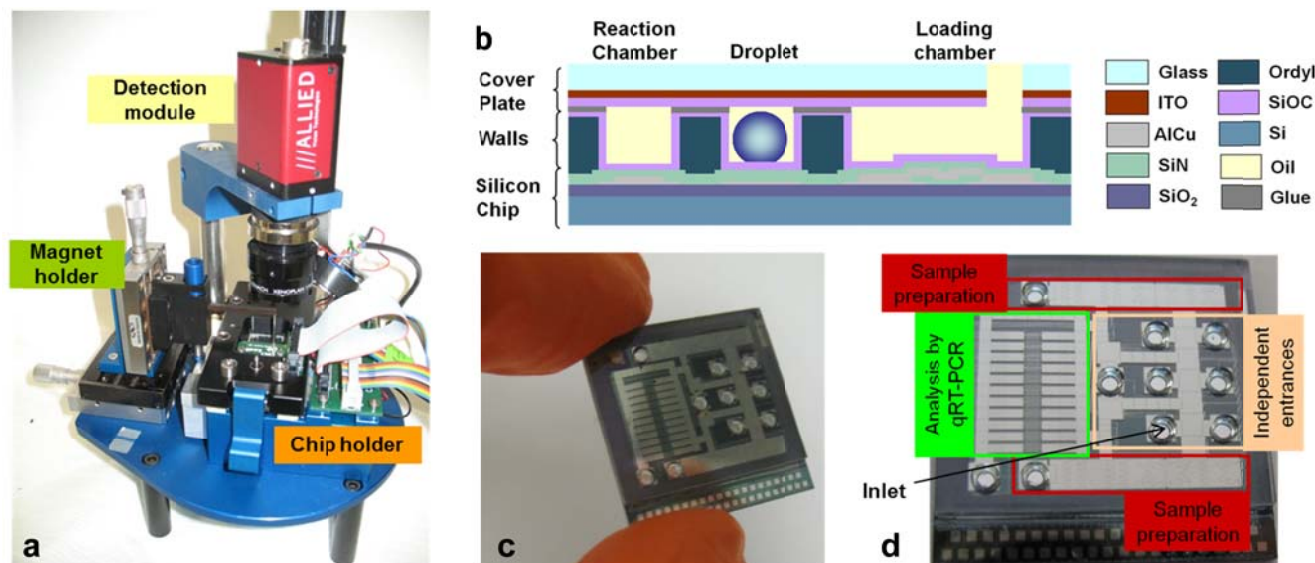 Detection
module
///ALLIED
Vision Technologies
Magnet
holder
Chip holder
a
b
Reaction
Chamber
Droplet
Loading
chamber
Cover
Plate
Walls
Silicon
Chip
Glass
Ordyl
ITO
SiOC
AlCu
Si
SiN
Oil
SiO₂
Glue
c
Sample
preparation
Analysis by
qRT-PCR
Independent
entrances
Inlet
Sample
preparation
d